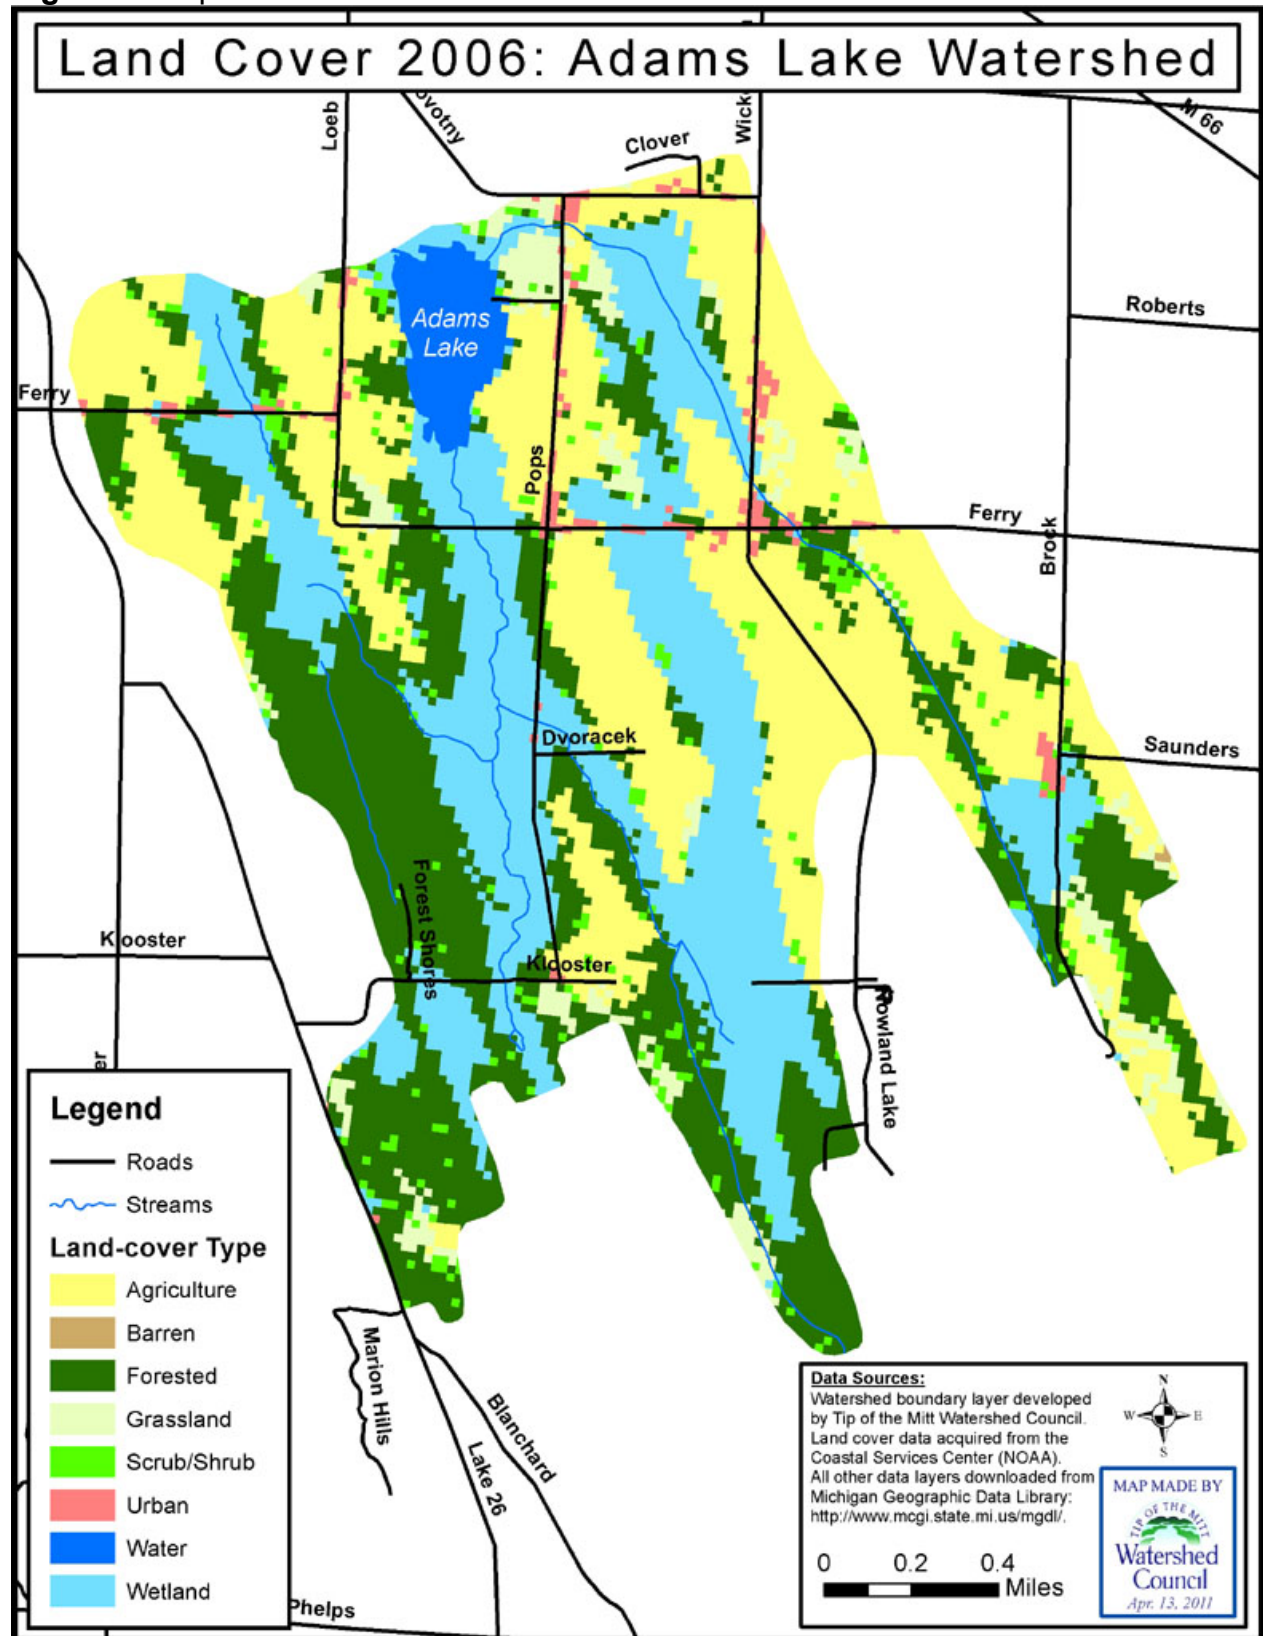 Land Cover 2006: Adams Lake Watershed
Loeb
Clover
M 66
Adams
Lake
Roberts
Ferry
Pops
Ferry
Brock
Dvoracek
Saunders
Forest Shores
Klooster
Klooster
Rowland Lake
Marion Hills
Blanchard
Lake 26
Phelps
Legend
Roads
Streams
Land-cover Type
Agriculture
Barren
Forested
Grassland
Scrub/Shrub
Urban
Water
Wetland
Data Sources:
Watershed boundary layer developed
by Tip of the Mitt Watershed Council.
Land cover data acquired from the
Coastal Services Center (NOAA).
All other data layers downloaded from
Michigan Geographic Data Library:
http://www.mcgi.state.mi.us/mgdl/.
N
W E
S
0 0.2 0.4
Miles
MAP MADE BY
TIP OF THE MITT
Watershed
Council
Apr. 13, 2011